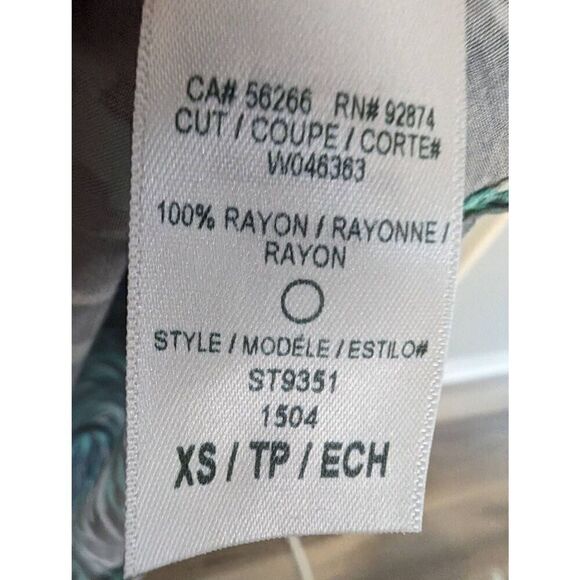 CA# 56266 RN# 92874
CUT / COUPE / CORTE#
W046363
100% RAYON / RAYONNE /
RAYON
STYLE / MODÉLE / ESTILO#
ST9351
1504
XS / TP / ECH